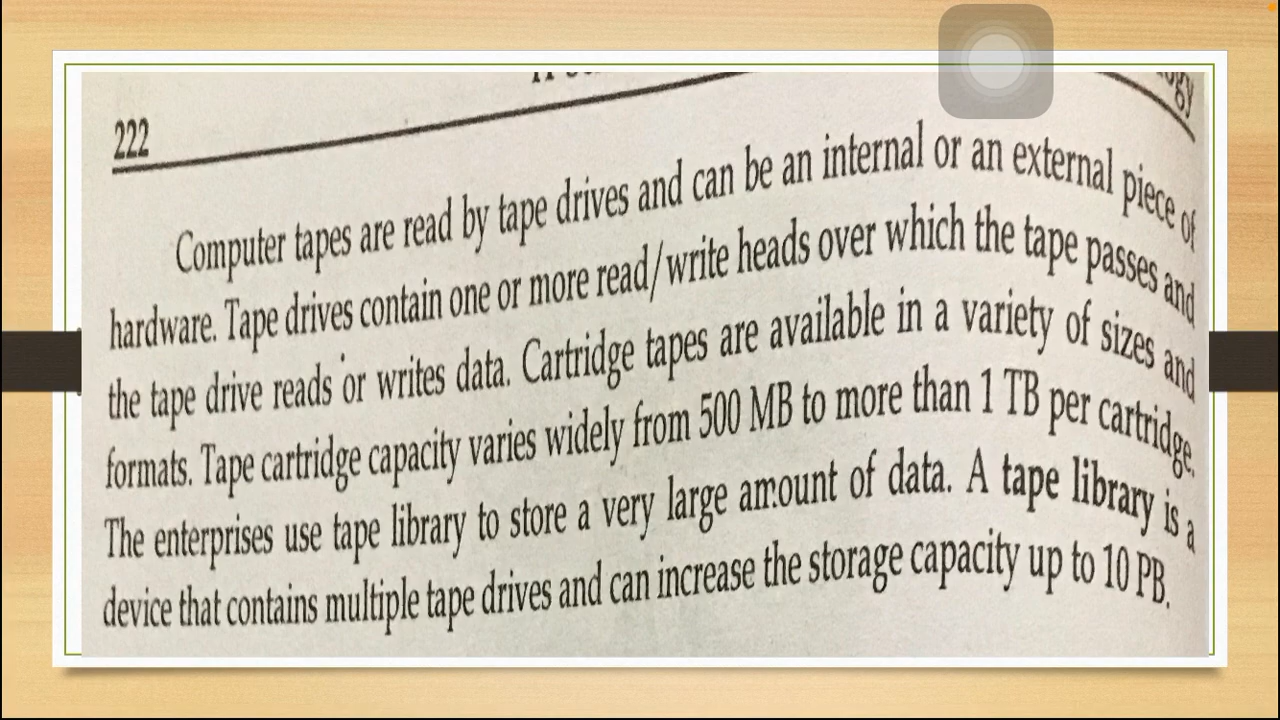 222
Computer tapes are read by tape drives and can be an internal or an external piece of
hardware. Tape drives contain one or more read/write heads over which the tape passes and
the tape drive reads or writes data. Cartridge tapes are available in a variety of sizes and
formats. Tape cartridge capacity varies widely from 500 MB to more than 1 TB per cartridge.
The enterprises use tape library to store a very large amount of data. A tape library is a
device that contains multiple tape drives and can increase the storage capacity up to 10 PB.